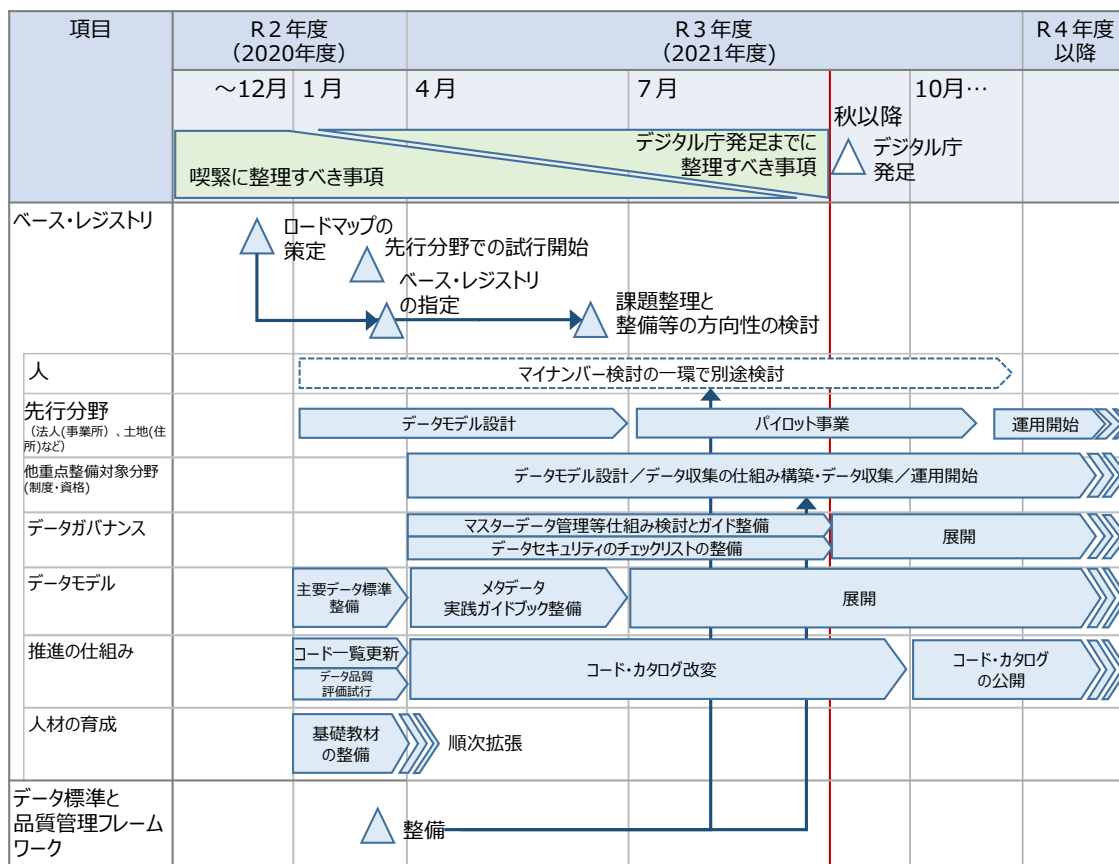 項目
R2年度
(2020年度)
R3年度
(2021年度)
R4年度
以降
～12月
1月
4月
7月
10月…
秋以降
デジタル庁
発足
喫緊に整理すべき事項
デジタル庁発足までに
整理すべき事項
ベース・レジストリ
ロードマップの
策定
先行分野での試行開始
ベース・レジストリ
の指定
課題整理と
整備等の方向性の検討
人
マイナンバー検討の一環で別途検討
先行分野
（法人(事業所）、土地(住
所)など）
データモデル設計
パイロット事業
運用開始
他重点整備対象分野
(制度・資格)
データモデル設計／データ収集の仕組み構築・データ収集／運用開始
データガバナンス
マスターデータ管理等仕組み検討とガイド整備
データセキュリティのチェックリストの整備
展開
データモデル
主要データ標準
整備
メタデータ
実践ガイドブック整備
展開
推進の仕組み
コード一覧更新
データ品質
評価試行
コード・カタログ改変
コード・カタログ
の公開
人材の育成
基礎教材
の整備
順次拡張
データ標準と
品質管理フレーム
ワーク
整備